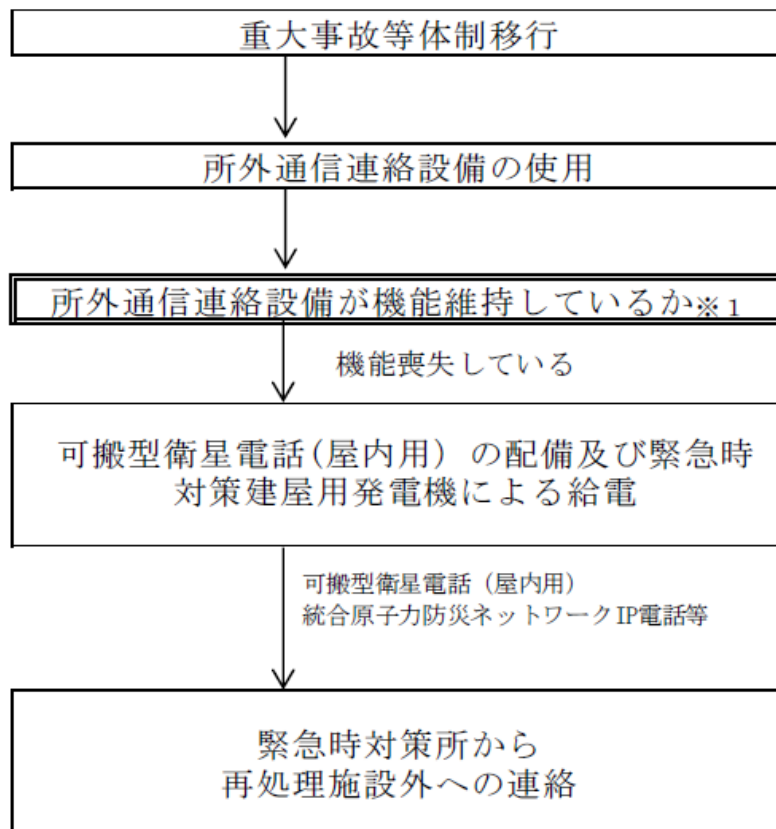 重大事故等体制移行
所外通信連絡設備の使用
所外通信連絡設備が機能維持しているか※1
機能喪失している
可搬型衛星電話(屋内用) の配備及び緊急時
対策建屋用発電機による給電
可搬型衛星電話（屋内用）
統合原子力防災ネットワークIP電話等
緊急時対策所から
再処理施設外への連絡